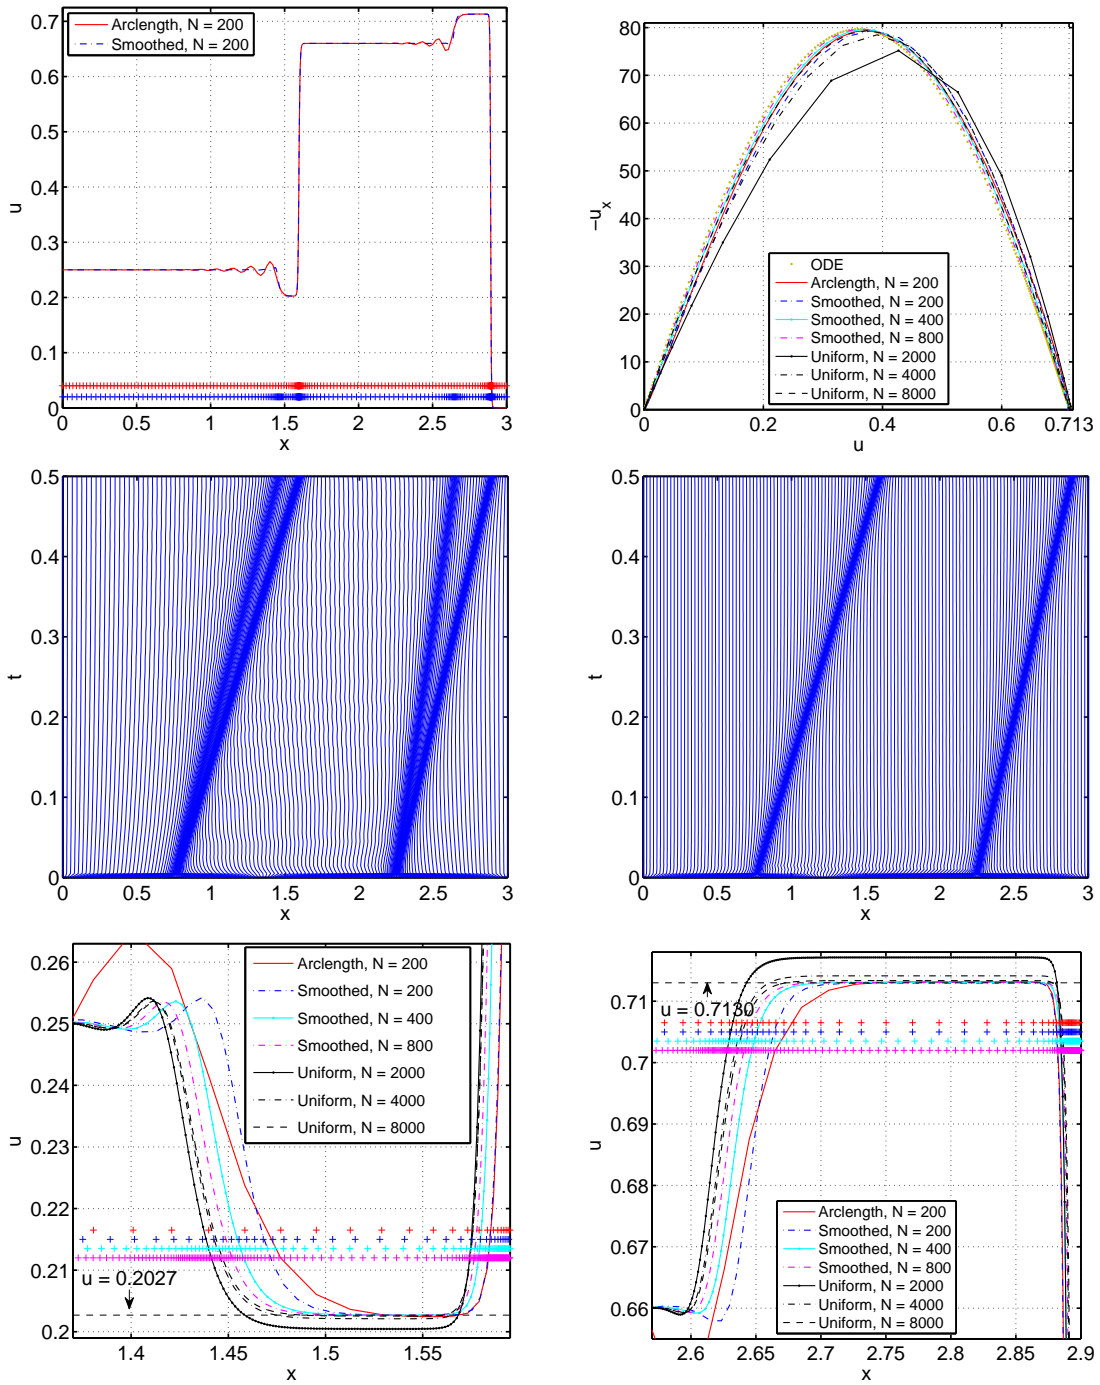 Arclength, N = 200
Smoothed, N = 200
0.7
0.6
0.5
0.4
0.3
0.2
0.1
0
u
0 0.5 1 1.5 2 2.5 3
x
80
70
60
50
40
30
20
10
0
−u_x
ODE
Arclength, N = 200
Smoothed, N = 200
Smoothed, N = 400
Smoothed, N = 800
Uniform, N = 2000
Uniform, N = 4000
Uniform, N = 8000
0 0.2 0.4 0.6 0.713
u
0.5
0.4
0.3
0.2
0.1
0
t
0 0.5 1 1.5 2 2.5 3
x
0.5
0.4
0.3
0.2
0.1
0
t
0 0.5 1 1.5 2 2.5 3
x
0.26
0.25
0.24
0.23
0.22
0.21
0.2
u
Arclength, N = 200
Smoothed, N = 200
Smoothed, N = 400
Smoothed, N = 800
Uniform, N = 2000
Uniform, N = 4000
Uniform, N = 8000
u = 0.2027
1.4 1.45 1.5 1.55
x
0.71
0.7
0.69
0.68
0.67
0.66
u
u = 0.7130
Arclength, N = 200
Smoothed, N = 200
Smoothed, N = 400
Smoothed, N = 800
Uniform, N = 2000
Uniform, N = 4000
Uniform, N = 8000
2.6 2.65 2.7 2.75 2.8 2.85 2.9
x